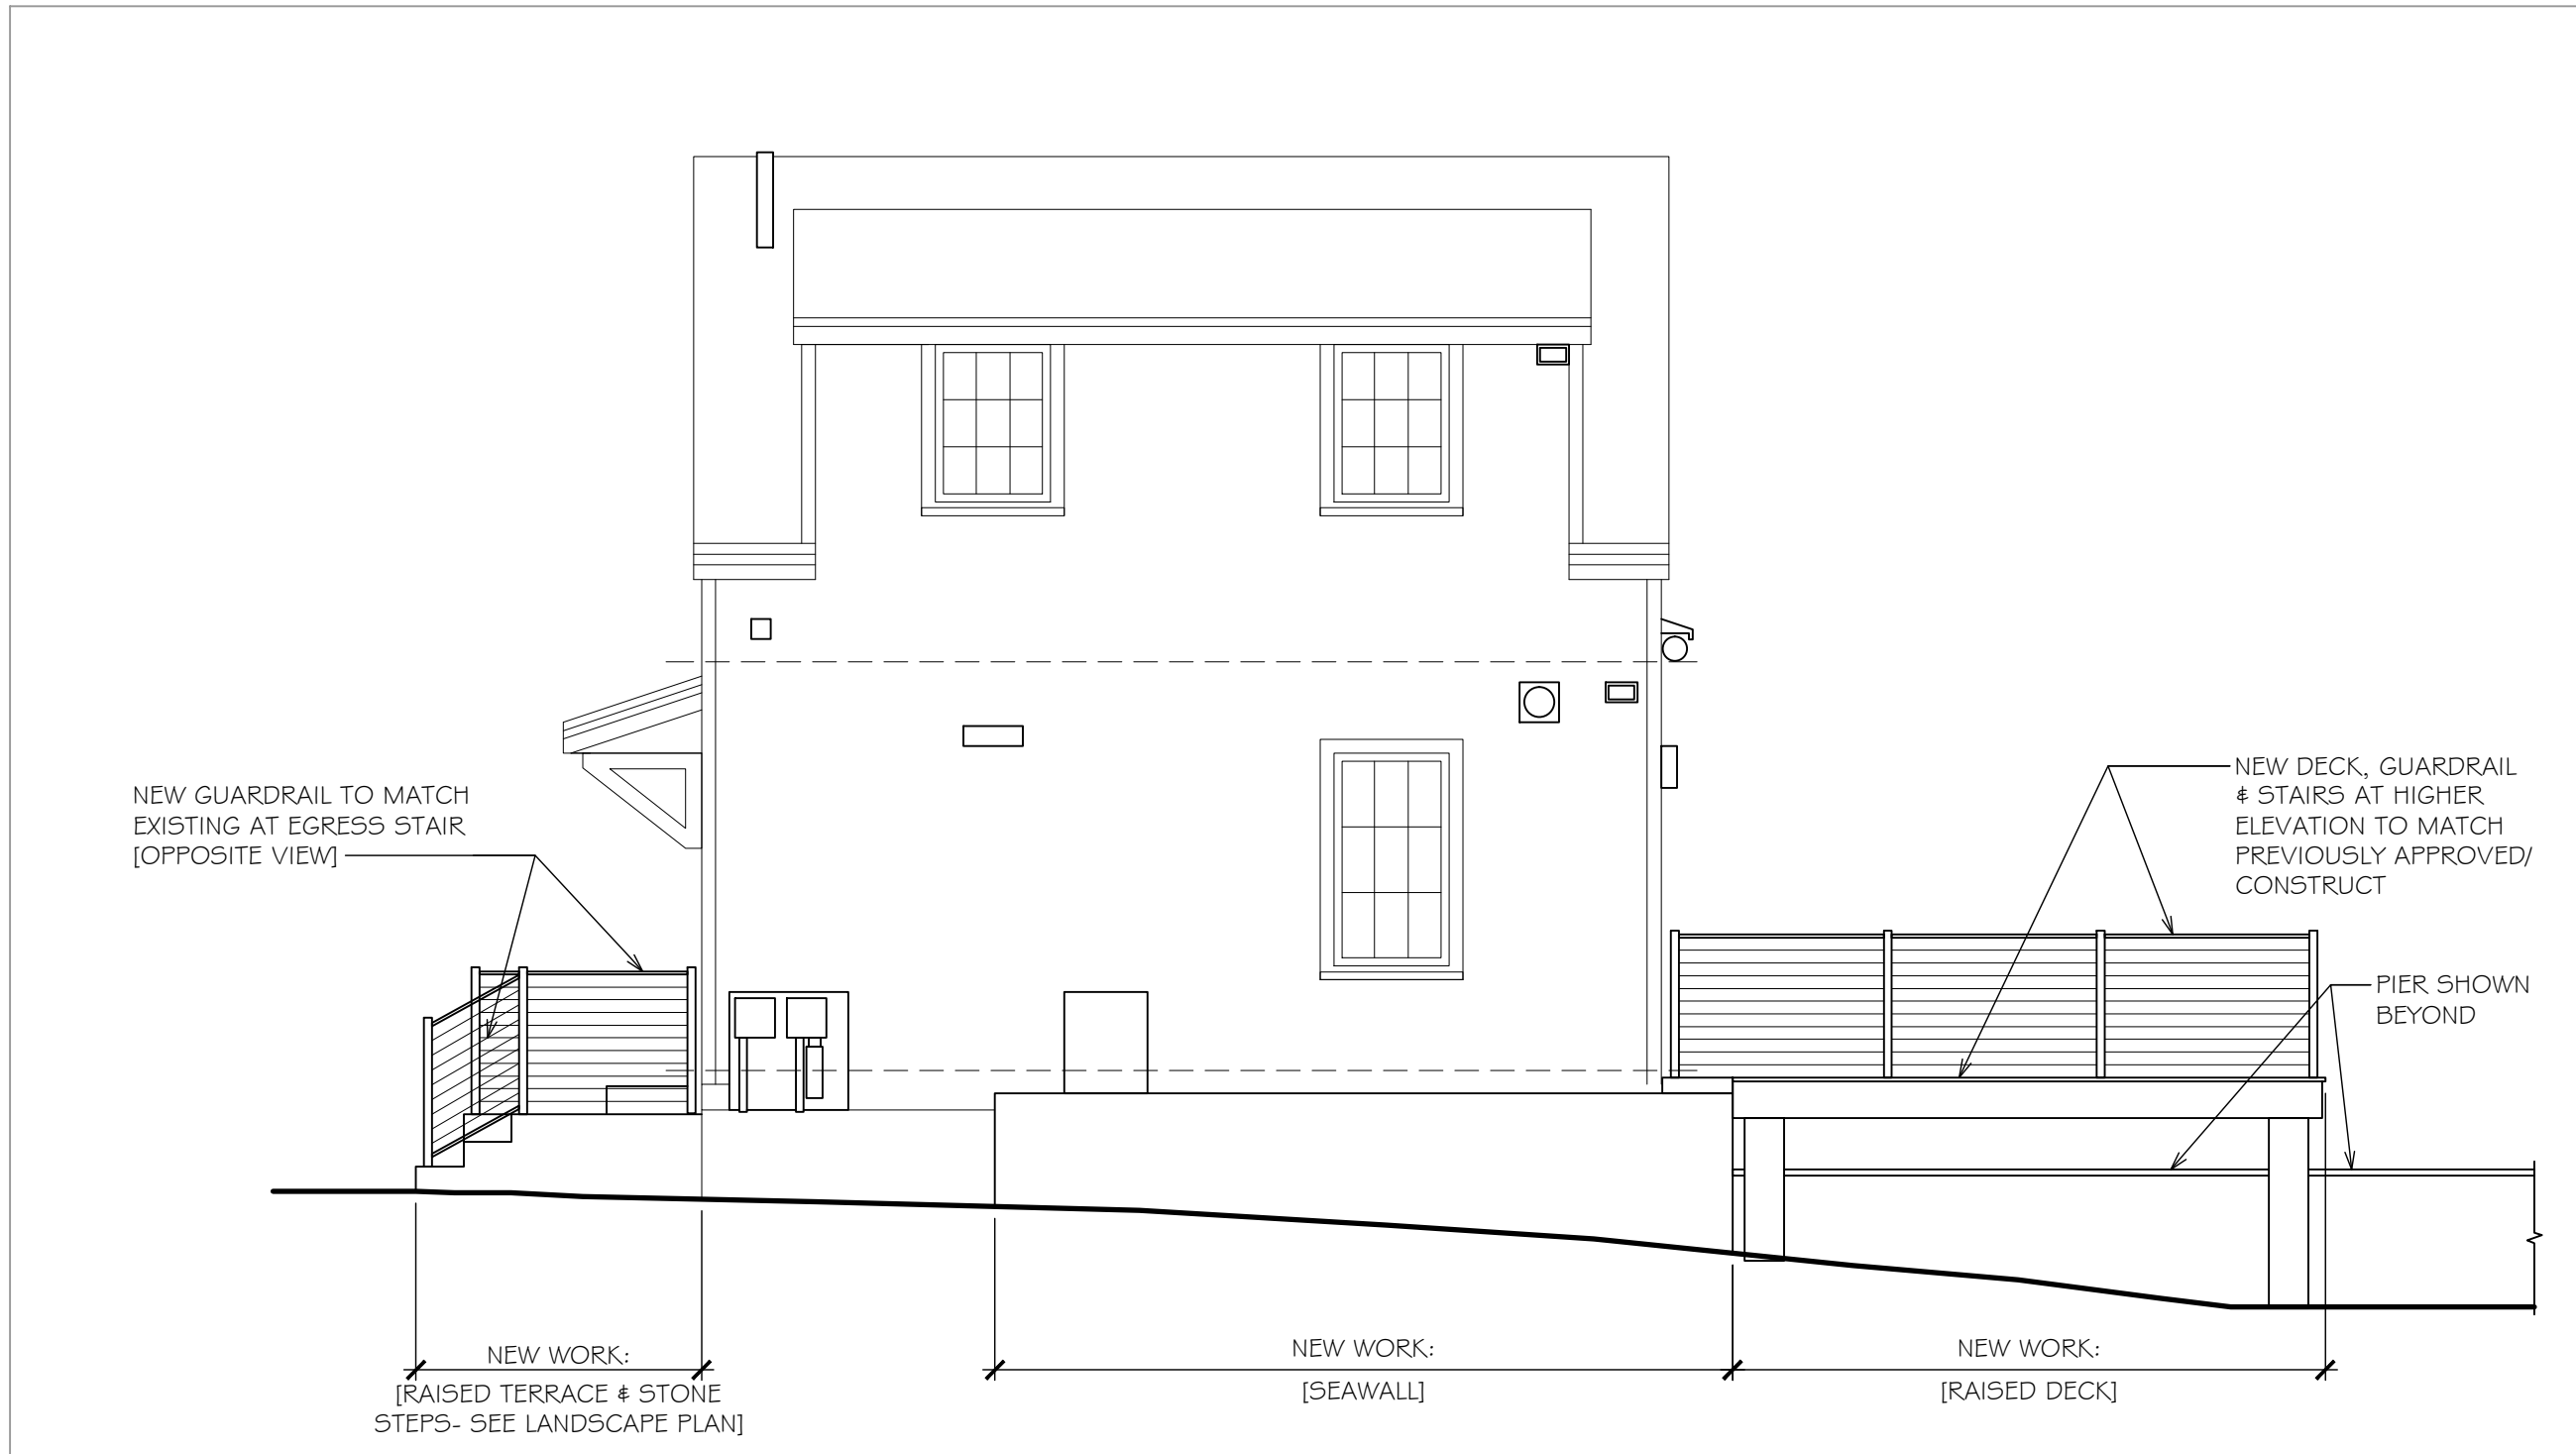 NEW GUARDRAIL TO MATCH
EXISTING AT EGRESS STAIR
[OPPOSITE VIEW]
NEW DECK, GUARDRAIL
& STAIRS AT HIGHER
ELEVATION TO MATCH
PREVIOUSLY APPROVED/
CONSTRUCT
PIER SHOWN
BEYOND
NEW WORK:
[RAISED TERRACE & STONE
STEPS- SEE LANDSCAPE PLAN]
NEW WORK:
[SEAWALL]
NEW WORK:
[RAISED DECK]